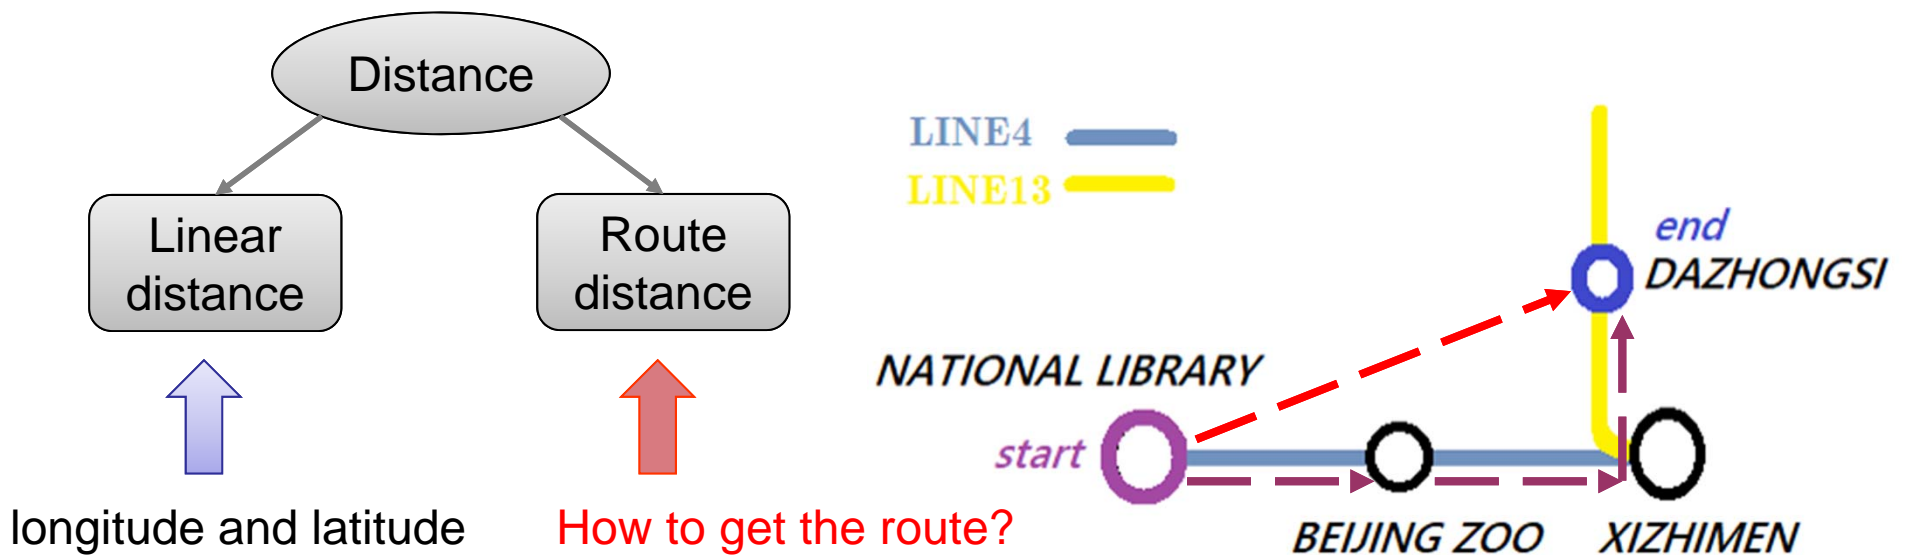 Distance
Linear
distance
Route
distance
longitude and latitude
How to get the route?
LINE4
LINE13
end
DAZHONGSI
NATIONAL LIBRARY
start
BEIJING ZOO
XIZHIMEN